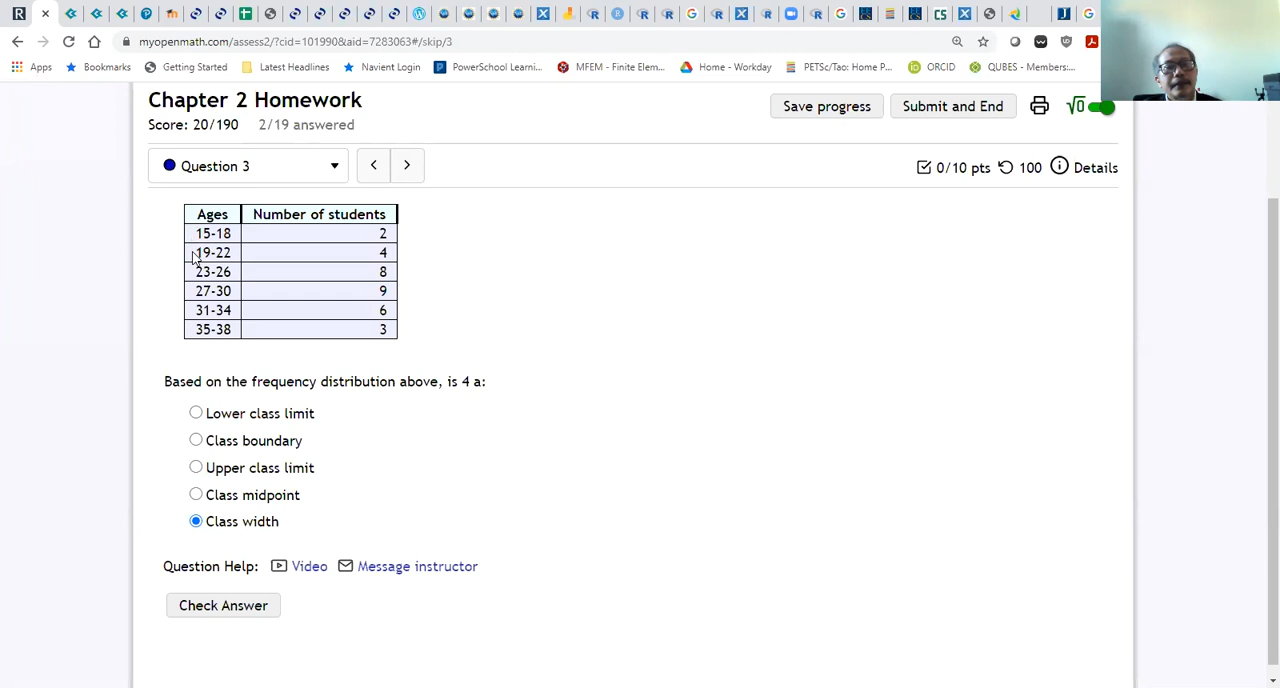 myopenmath.com/assess2/?cid=101990&aid=7283063#/skip/3
Apps Bookmarks Getting Started Latest Headlines Navient Login PowerSchool Learni... MFEM - Finite Elem... Home - Workday PETSc/Tao: Home P... ORCID QUBES - Members:...
Chapter 2 Homework
Save progress Submit and End √0
Score: 20/190 2/19 answered
Question 3 < > 0/10 pts 100 Details
Ages Number of students
15-18 2
19-22 4
23-26 8
27-30 9
31-34 6
35-38 3
Based on the frequency distribution above, is 4 a:
Lower class limit
Class boundary
Upper class limit
Class midpoint
Class width
Question Help: Video Message instructor
Check Answer